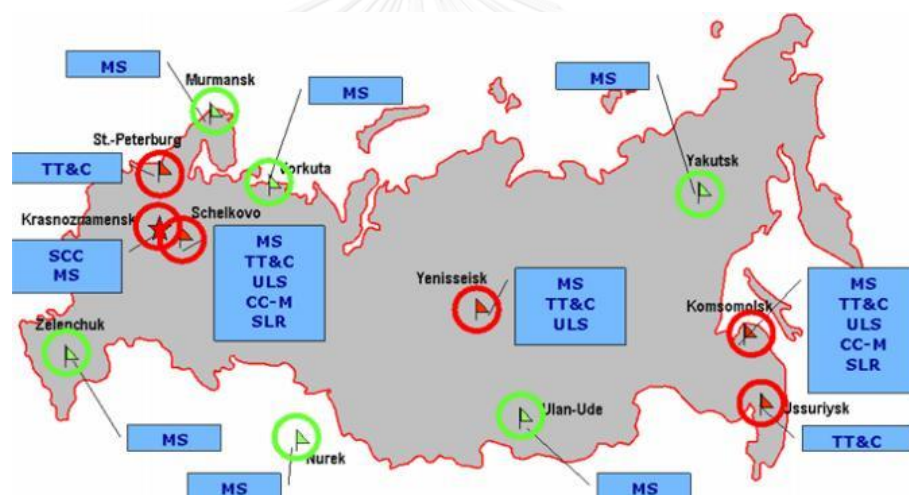 MS
Murmansk
MS
MS
St.-Peterburg
TT&C
Vorkuta
Yakutsk
Krasnoznamensk
Schelkovo
SCC
MS
MS
TT&C
ULS
CC-M
SLR
Yenisseisk
MS
TT&C
ULS
Komsomolsk
MS
TT&C
ULS
CC-M
SLR
Zelenchuk
MS
Nurek
MS
Ulan-Ude
MS
Ussuriysk
TT&C